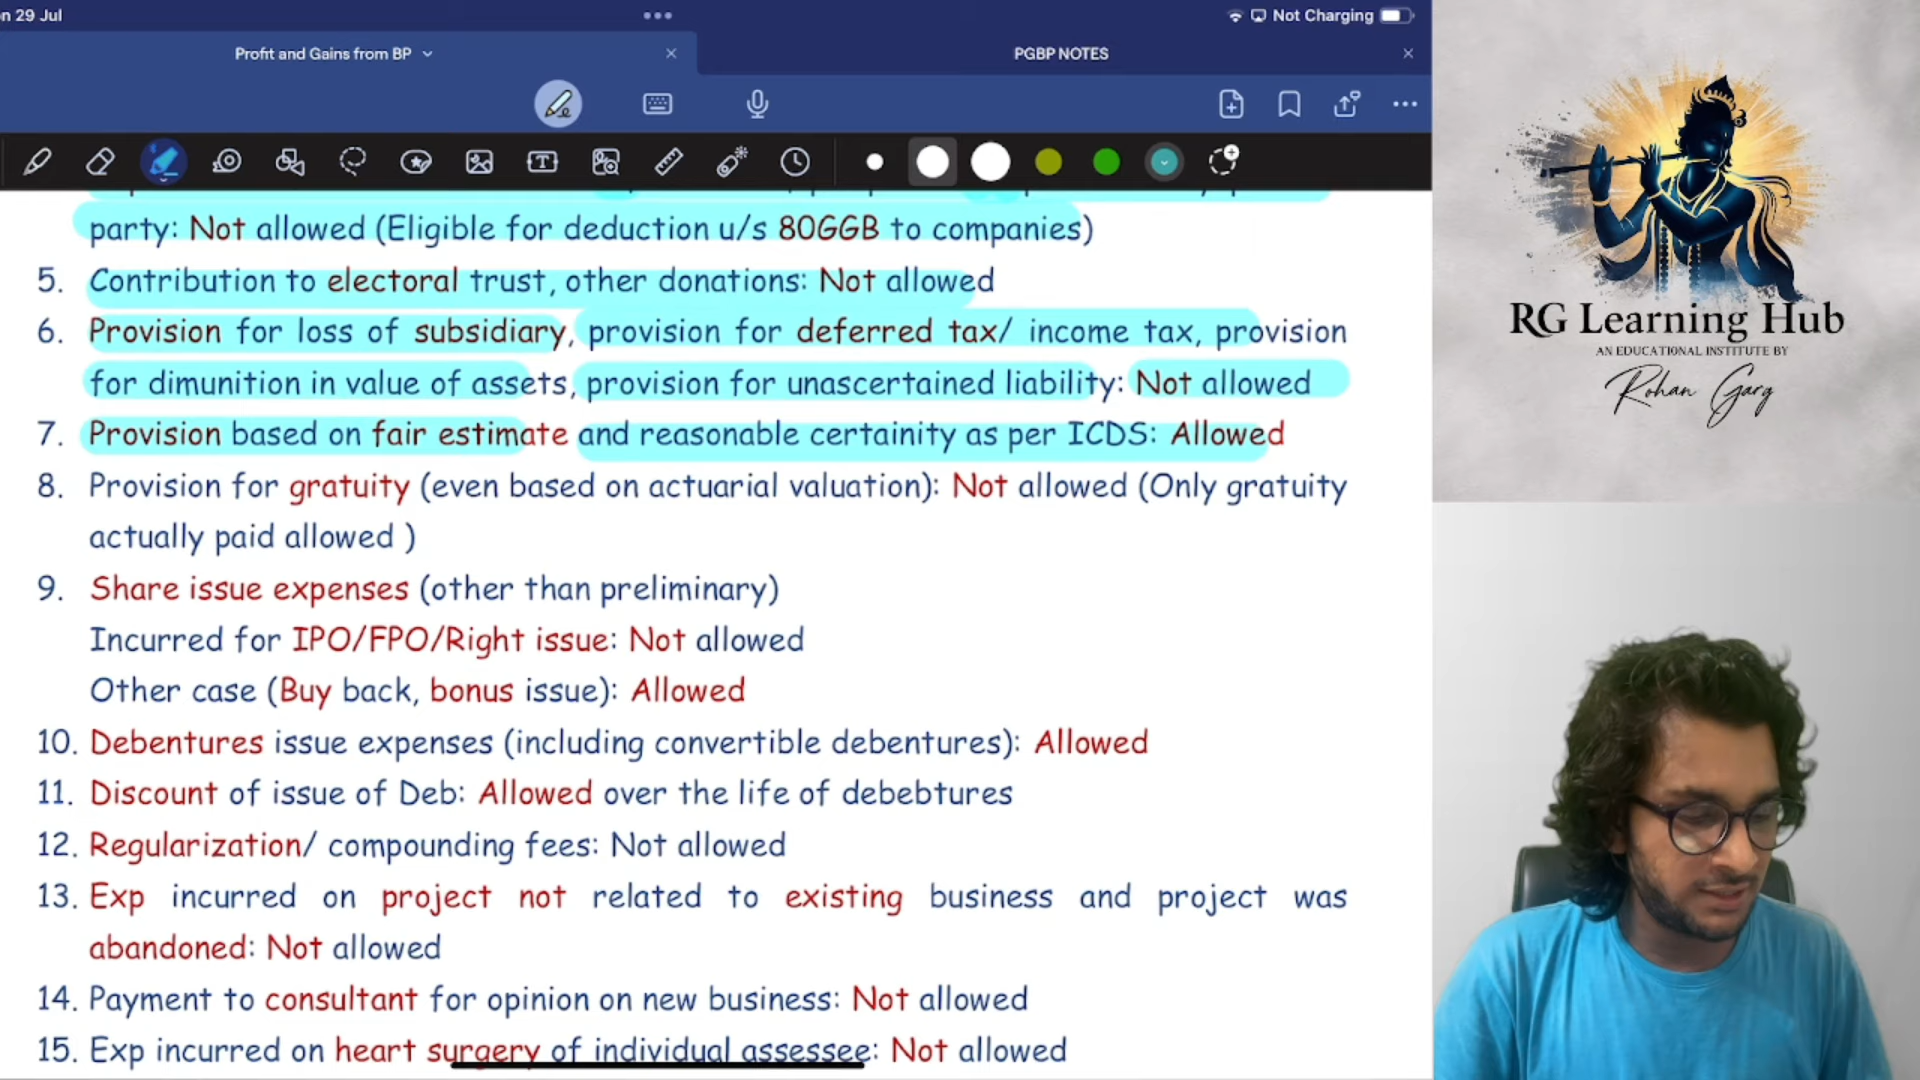 n 29 Jul
Not Charging
Profit and Gains from BP
PGBP NOTES
party: Not allowed (Eligible for deduction u/s 80GGB to companies)
5. Contribution to electoral trust, other donations: Not allowed
6. Provision for loss of subsidiary, provision for deferred tax/ income tax, provision
for dimunition in value of assets, provision for unascertained liability: Not allowed
7. Provision based on fair estimate and reasonable certainity as per ICDS: Allowed
8. Provision for gratuity (even based on actuarial valuation): Not allowed (Only gratuity
actually paid allowed )
9. Share issue expenses (other than preliminary)
Incurred for IPO/FPO/Right issue: Not allowed
Other case (Buy back, bonus issue): Allowed
10. Debentures issue expenses (including convertible debentures): Allowed
11. Discount of issue of Deb: Allowed over the life of debebtures
12. Regularization/ compounding fees: Not allowed
13. Exp incurred on project not related to existing business and project was
abandoned: Not allowed
14. Payment to consultant for opinion on new business: Not allowed
15. Exp incurred on heart surgery of individual assessee: Not allowed
RG Learning Hub
AN EDUCATIONAL INSTITUTE BY
Rohan Garg